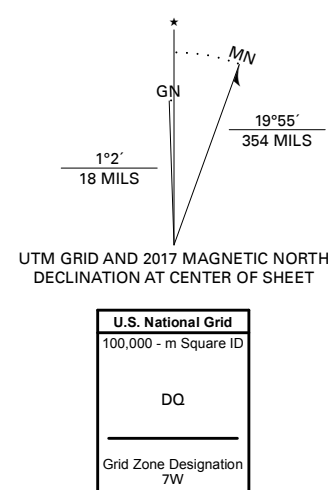 ★
MN
GN
19°55´
354 MILS
1°2´
18 MILS
UTM GRID AND 2017 MAGNETIC NORTH
DECLINATION AT CENTER OF SHEET
U.S. National Grid
100,000 - m Square ID
DQ
Grid Zone Designation
7W